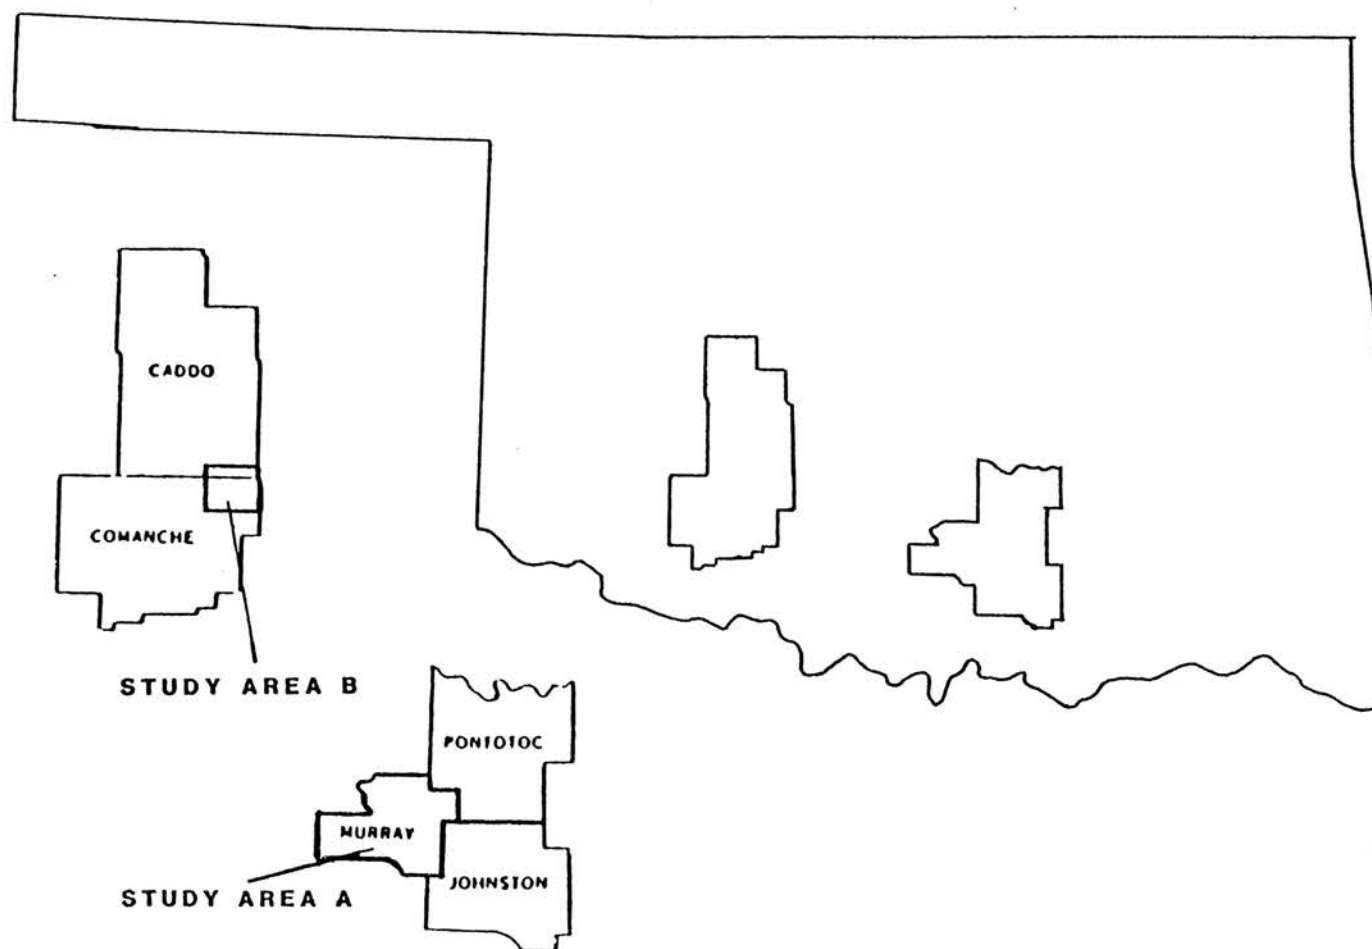 CADDO
COMANCHE
STUDY AREA B
PONTOTOC
MURRAY
JOHNSTON
STUDY AREA A